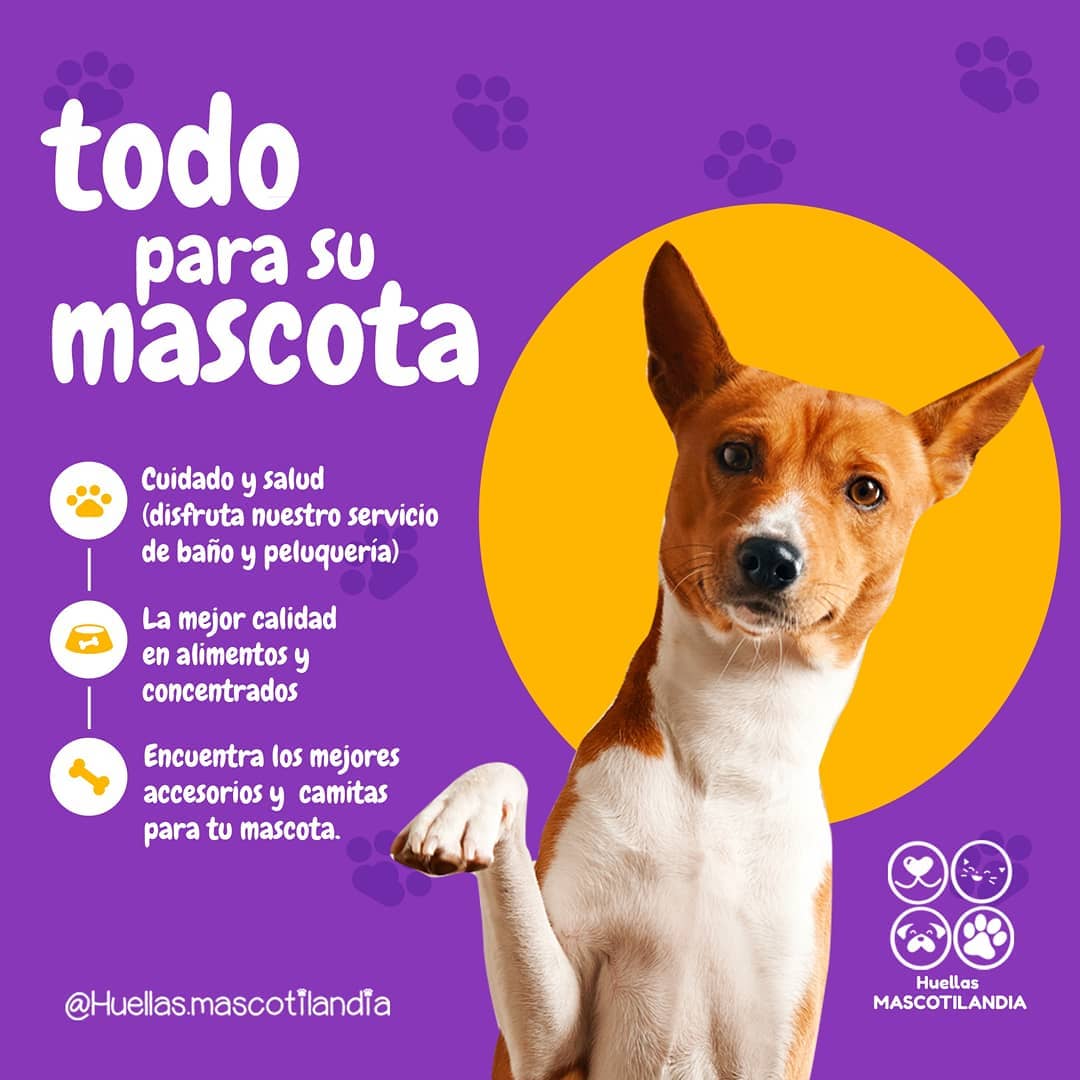 todo
para su
mascota
Cuidado y salud
(disfruta nuestro servicio
de baño y peluquería)
La mejor calidad
en alimentos y
concentrados
Encuentra los mejores
accesorios y camitas
para tu mascota.
@Huellas.mascotilandia
Huellas
MASCOTILANDIA